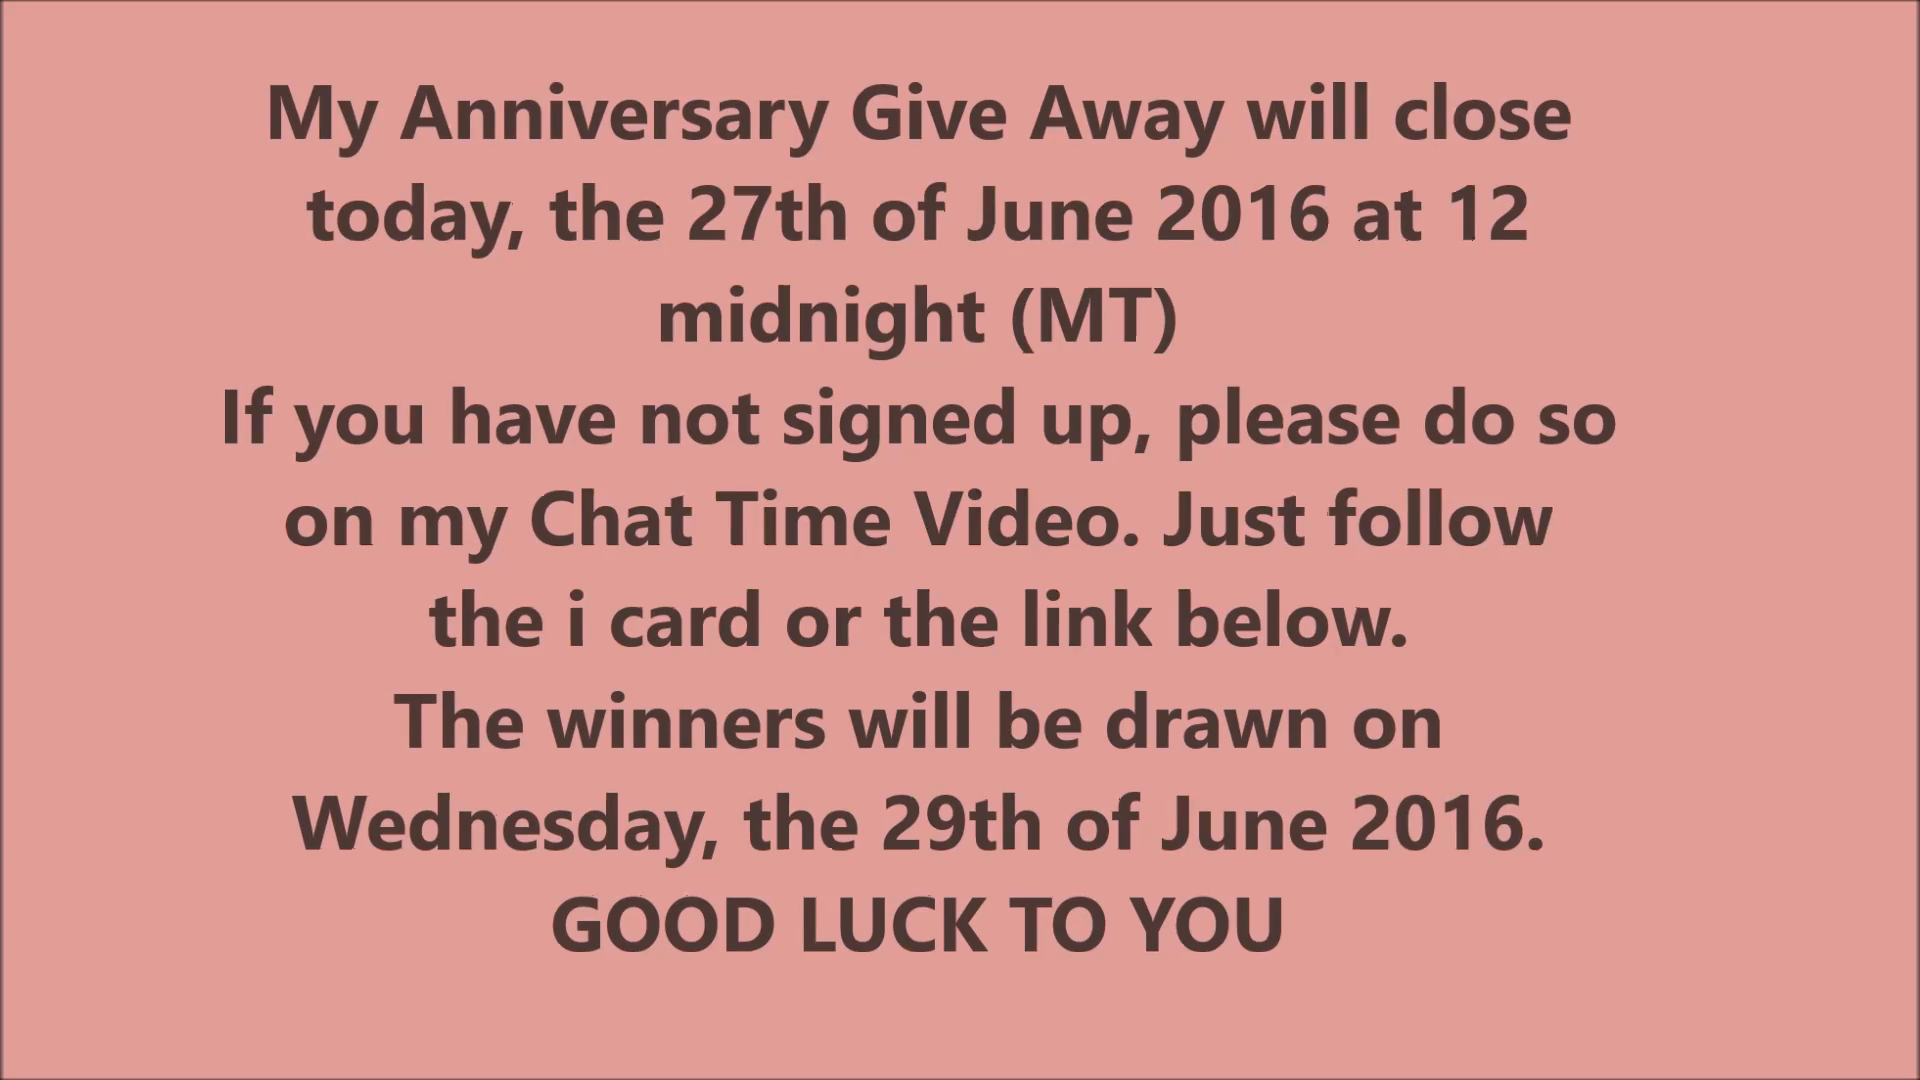 My Anniversary Give Away will close
today, the 27th of June 2016 at 12
midnight (MT)
If you have not signed up, please do so
on my Chat Time Video. Just follow
the i card or the link below.
The winners will be drawn on
Wednesday, the 29th of June 2016.
GOOD LUCK TO YOU